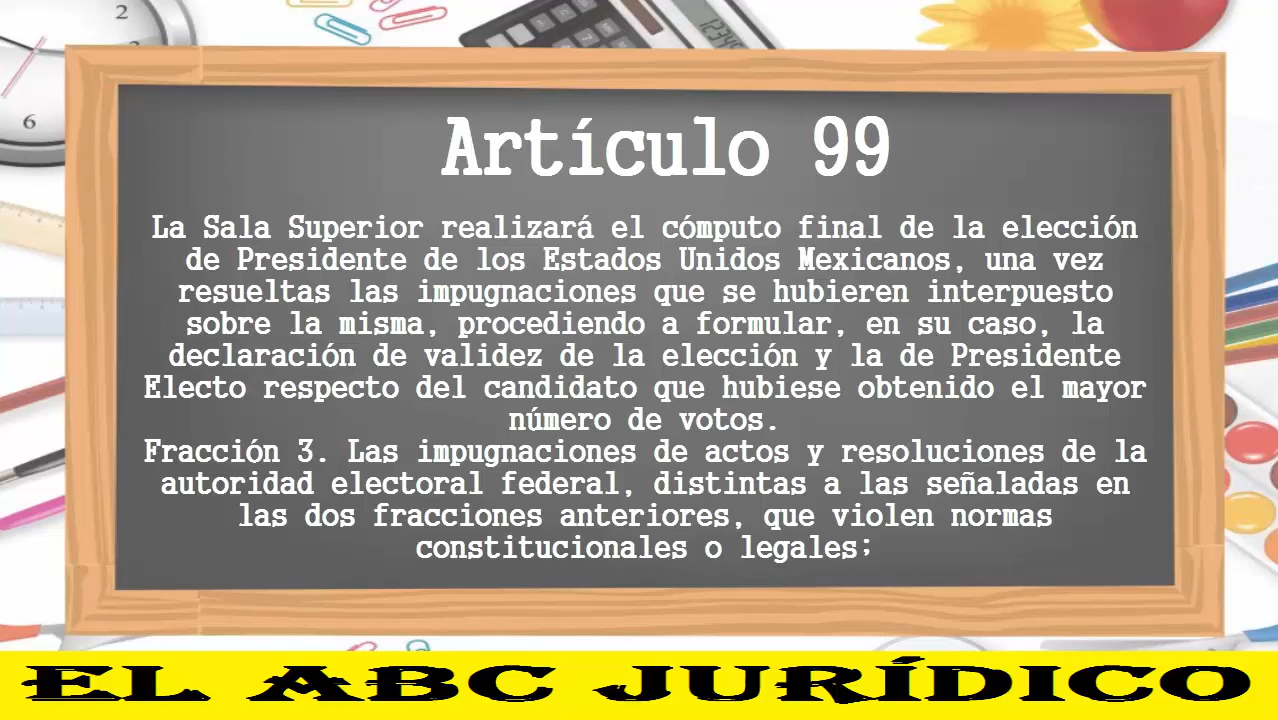 2
6
Artículo 99
La Sala Superior realizará el cómputo final de la elección
de Presidente de los Estados Unidos Mexicanos, una vez
resueltas las impugnaciones que se hubieren interpuesto
sobre la misma, procediendo a formular, en su caso, la
declaración de validez de la elección y la de Presidente
Electo respecto del candidato que hubiese obtenido el mayor
número de votos.
Fracción 3. Las impugnaciones de actos y resoluciones de la
autoridad electoral federal, distintas a las señaladas en
las dos fracciones anteriores, que violen normas
constitucionales o legales;
EL ABC JURÍDICO